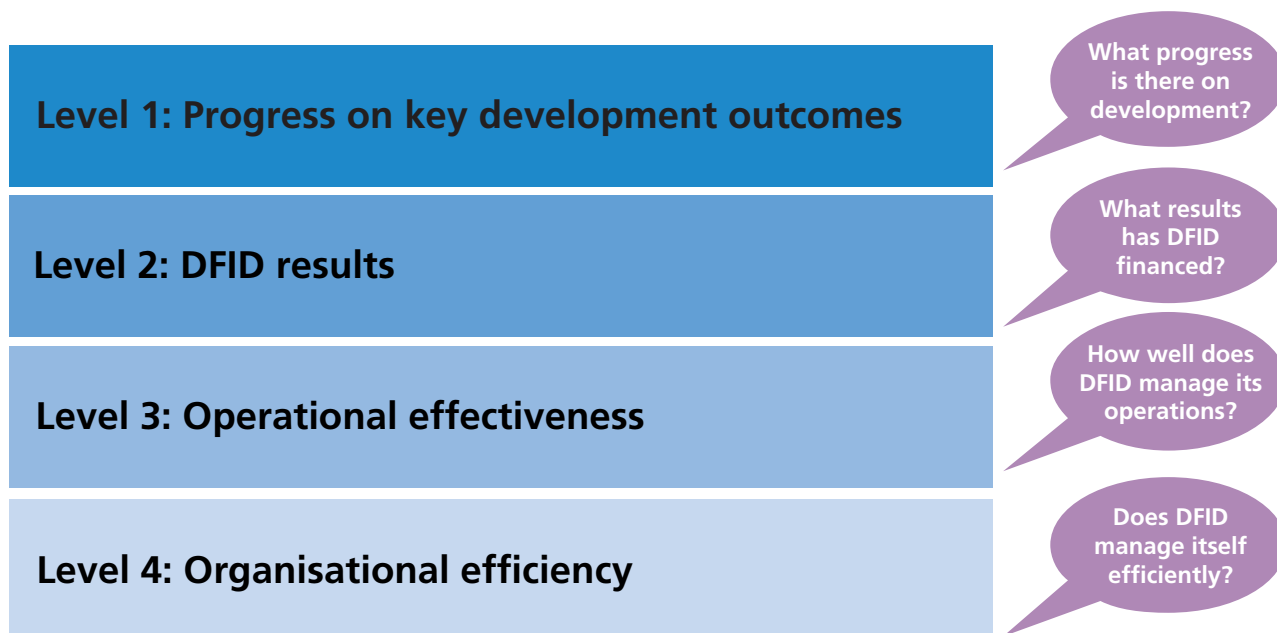 Level 1: Progress on key development outcomes
What progress
is there on
development?
Level 2: DFID results
What results
has DFID
financed?
Level 3: Operational effectiveness
How well does
DFID manage its
operations?
Level 4: Organisational efficiency
Does DFID
manage itself
efficiently?